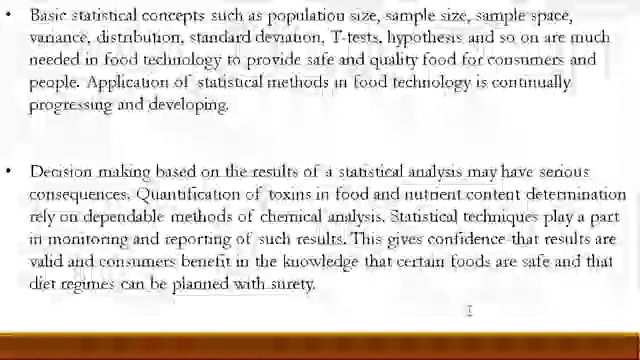 • Basic statistical concepts such as population size, sample size, sample space,
variance, distribution, standard deviation, T-tests, hypothesis and so on are much
needed in food technology to provide safe and quality food for consumers and
people. Application of statistical methods in food technology is continually
progressing and developing.
• Decision making based on the results of a statistical analysis may have serious
consequences. Quantification of toxins in food and nutrient content determination
rely on dependable methods of chemical analysis. Statistical techniques play a part
in monitoring and reporting of such results. This gives confidence that results are
valid and consumers benefit in the knowledge that certain foods are safe and that
diet regimes can be planned with surety.